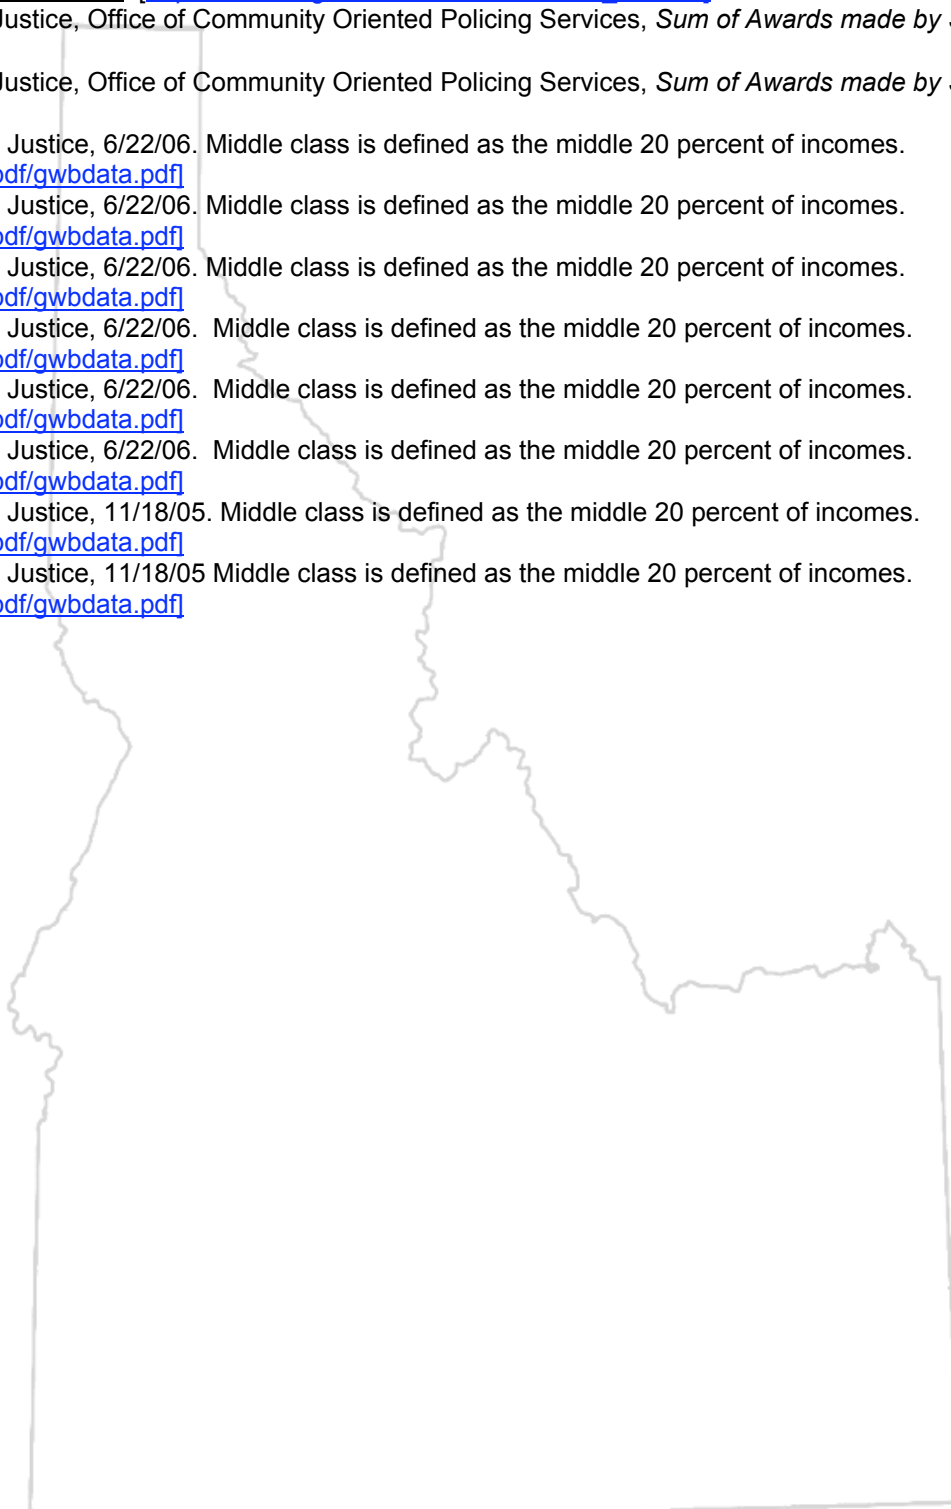 Justice, Office of Community Oriented Policing Services, Sum of Awards made by
Justice, Office of Community Oriented Policing Services, Sum of Awards made by
Justice, 6/22/06. Middle class is defined as the middle 20 percent of incomes.
pdf/gwbdata.pdf]
Justice, 6/22/06. Middle class is defined as the middle 20 percent of incomes.
pdf/gwbdata.pdf]
Justice, 6/22/06. Middle class is defined as the middle 20 percent of incomes.
pdf/gwbdata.pdf]
Justice, 6/22/06. Middle class is defined as the middle 20 percent of incomes.
pdf/gwbdata.pdf]
Justice, 6/22/06. Middle class is defined as the middle 20 percent of incomes.
pdf/gwbdata.pdf]
Justice, 6/22/06. Middle class is defined as the middle 20 percent of incomes.
pdf/gwbdata.pdf]
Justice, 11/18/05. Middle class is defined as the middle 20 percent of incomes.
pdf/gwbdata.pdf]
Justice, 11/18/05 Middle class is defined as the middle 20 percent of incomes.
pdf/gwbdata.pdf]